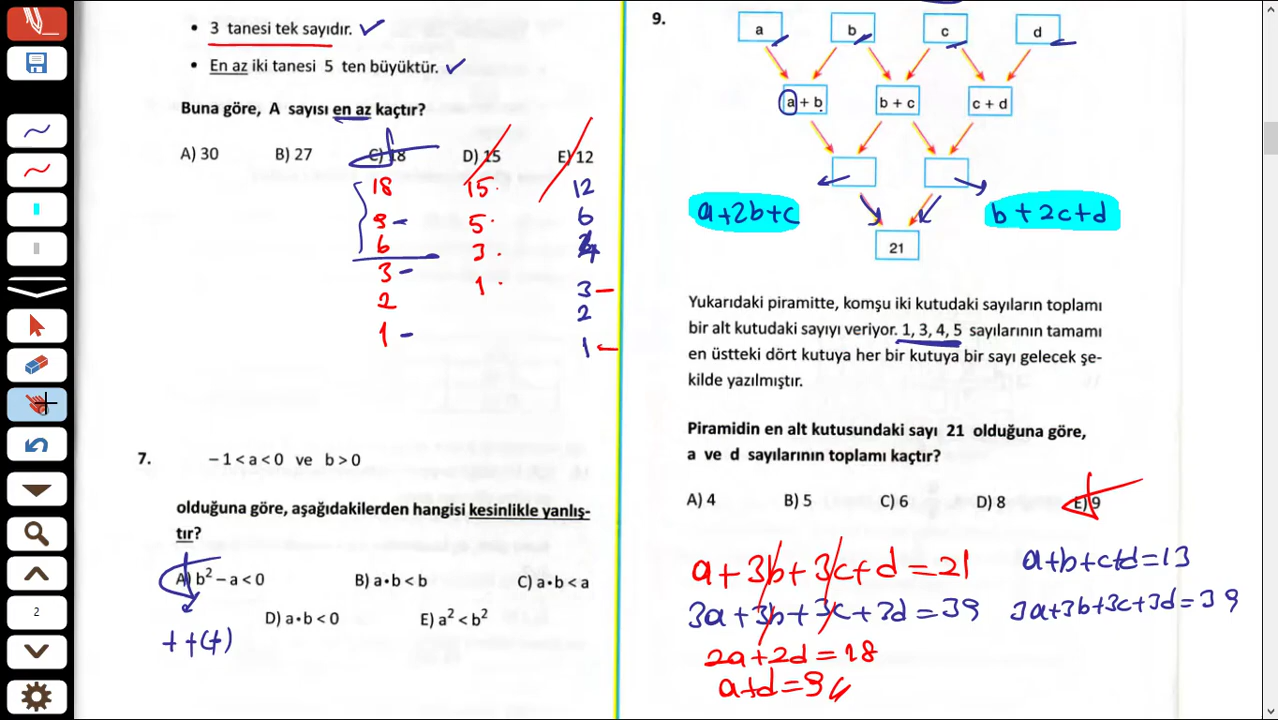 • 3 tanesi tek sayıdır.
• En az iki tanesi 5 ten büyüktür.
Buna göre, A sayısı en az kaçtır?
A) 30 B) 27 C) 18 D) 15 E) 12
18 15 12
9 5 6
6 3 4
3 1 3
2 2
1 1
7. – 1 < a < 0 ve b > 0
olduğuna göre, aşağıdakilerden hangisi kesinlikle yanlış-
tır?
A) b² – a < 0 B) a • b < b C) a • b < a
D) a • b < 0 E) a² < b²
+ + (+)
2
9.
a b c d
a + b b + c c + d
a+2b+c b+2c+d
21
Yukarıdaki piramitte, komşu iki kutudaki sayıların toplamı
bir alt kutudaki sayıyı veriyor. 1, 3, 4, 5 sayılarının tamamı
en üstteki dört kutuya her bir kutuya bir sayı gelecek şe-
kilde yazılmıştır.
Piramidin en alt kutusundaki sayı 21 olduğuna göre,
a ve d sayılarının toplamı kaçtır?
A) 4 B) 5 C) 6 D) 8 E) 9
a+3b+3c+d=21 a+b+c+d=13
3a+3b+3c+3d=39 3a+3b+3c+3d=39
2a+2d=18
a+d=9